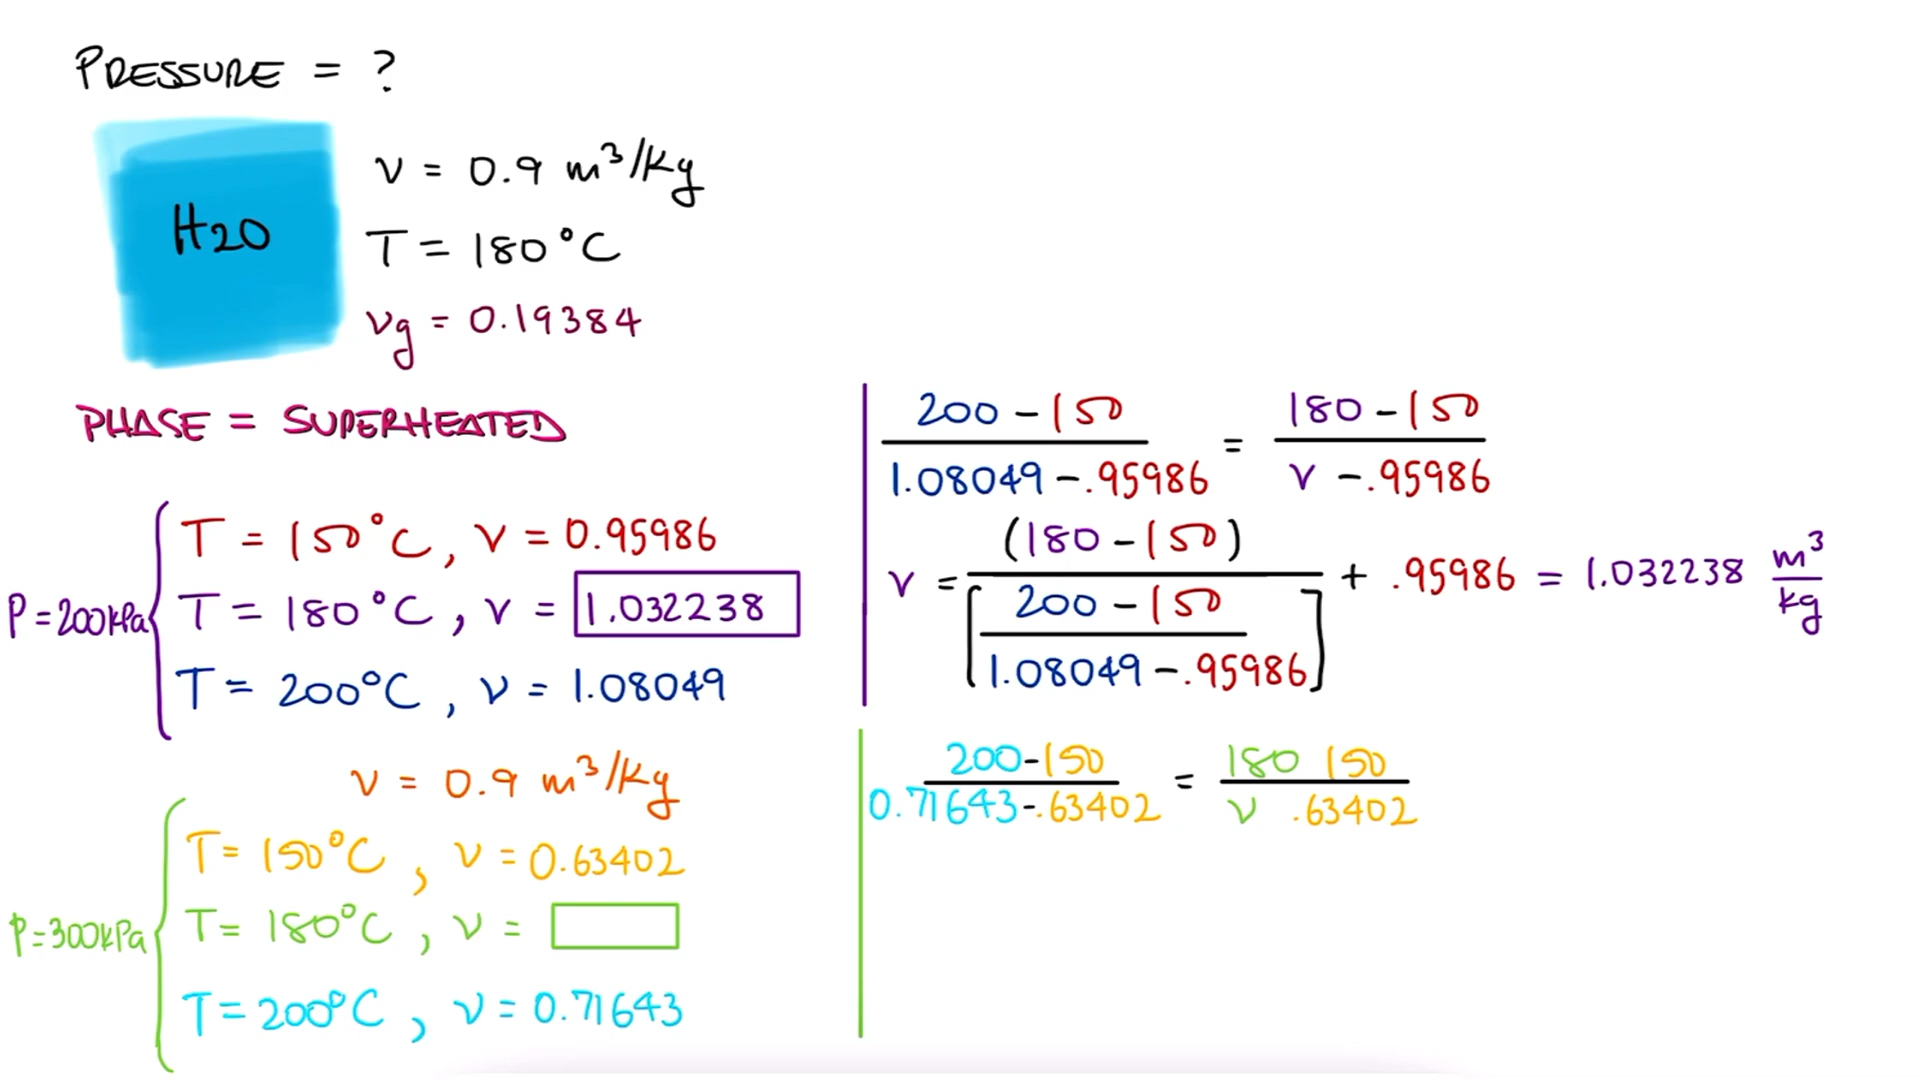 PRESSURE = ?
H2O
ν = 0.9 m³/kg
T = 180°C
νg = 0.19384
PHASE = SUPERHEATED
P=200kPa
T = 150°C, ν = 0.95986
T = 180°C, ν = 1.032238
T = 200°C, ν = 1.08049
ν = 0.9 m³/kg
P=300kPa
T= 150°C, ν = 0.63402
T= 180°C, ν =
T= 200°C, ν = 0.71643
200 - 150 = 180 - 150
1.08049 - .95986 ν - .95986
(180 - 150)
ν = + .95986 = 1.032238 m³
kg
200 - 150
[1.08049 - .95986]
200-150 = 180 150
0.71643-.63402 ν .63402